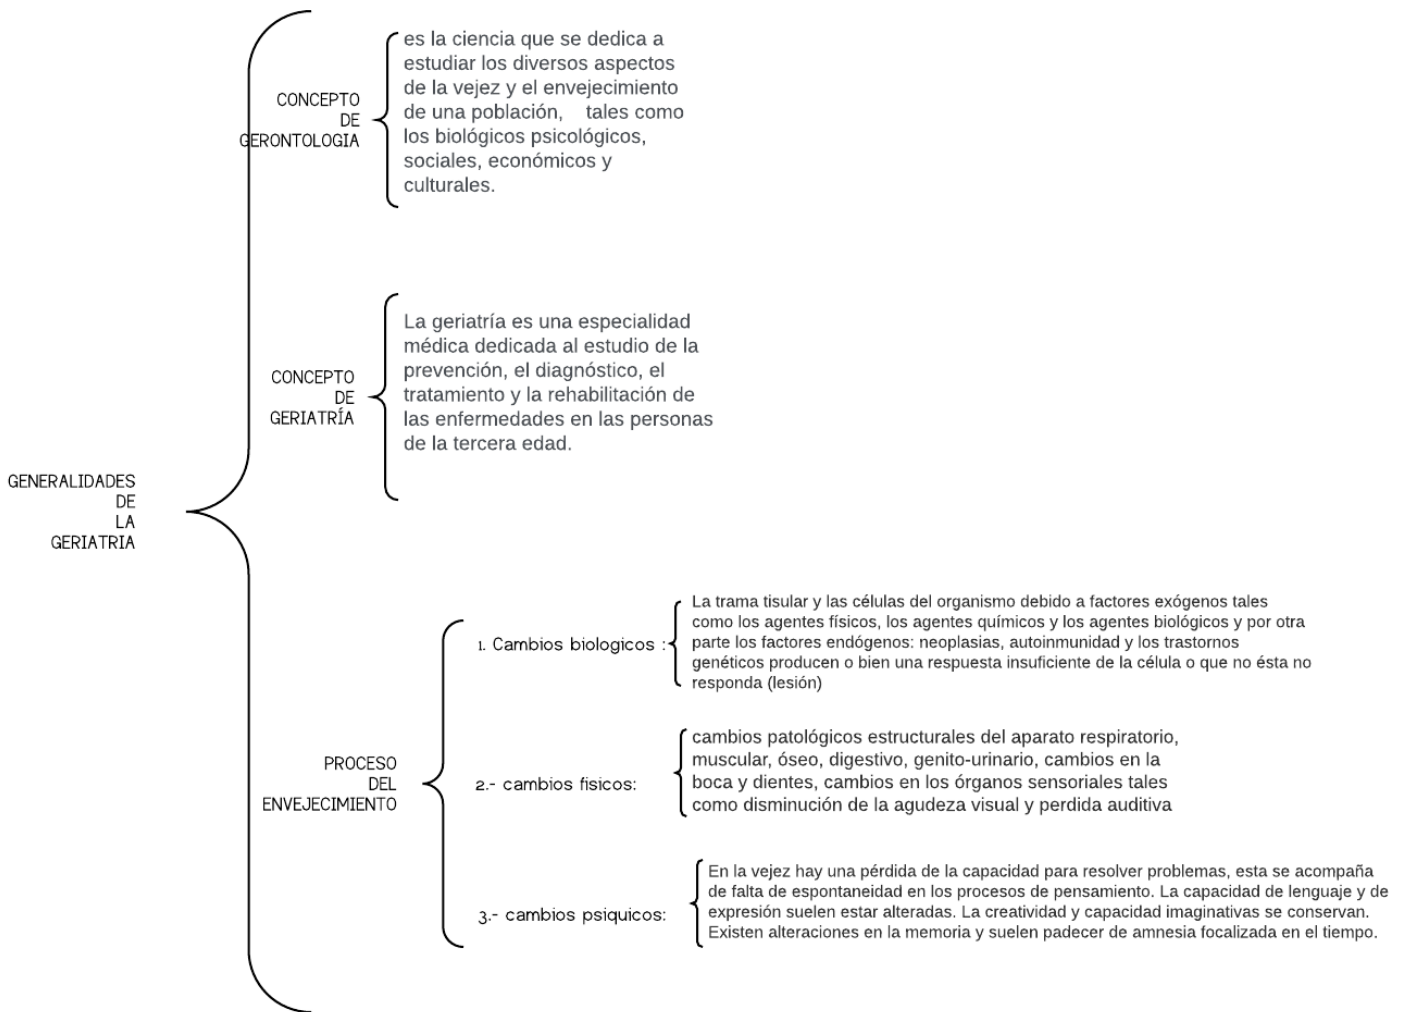 GENERALIDADES
DE
LA
GERIATRIA
CONCEPTO
DE
GERONTOLOGIA
es la ciencia que se dedica a
estudiar los diversos aspectos
de la vejez y el envejecimiento
de una población, tales como
los biológicos psicológicos,
sociales, económicos y
culturales.
CONCEPTO
DE
GERIATRÍA
La geriatría es una especialidad
médica dedicada al estudio de la
prevención, el diagnóstico, el
tratamiento y la rehabilitación de
las enfermedades en las personas
de la tercera edad.
PROCESO
DEL
ENVEJECIMIENTO
1. Cambios biologicos :
La trama tisular y las células del organismo debido a factores exógenos tales
como los agentes físicos, los agentes químicos y los agentes biológicos y por otra
parte los factores endógenos: neoplasias, autoinmunidad y los trastornos
genéticos producen o bien una respuesta insuficiente de la célula o que no ésta no
responda (lesión)
2.- cambios fisicos:
cambios patológicos estructurales del aparato respiratorio,
muscular, óseo, digestivo, genito-urinario, cambios en la
boca y dientes, cambios en los órganos sensoriales tales
como disminución de la agudeza visual y perdida auditiva
3.- cambios psiquicos:
En la vejez hay una pérdida de la capacidad para resolver problemas, esta se acompaña
de falta de espontaneidad en los procesos de pensamiento. La capacidad de lenguaje y de
expresión suelen estar alteradas. La creatividad y capacidad imaginativas se conservan.
Existen alteraciones en la memoria y suelen padecer de amnesia focalizada en el tiempo.